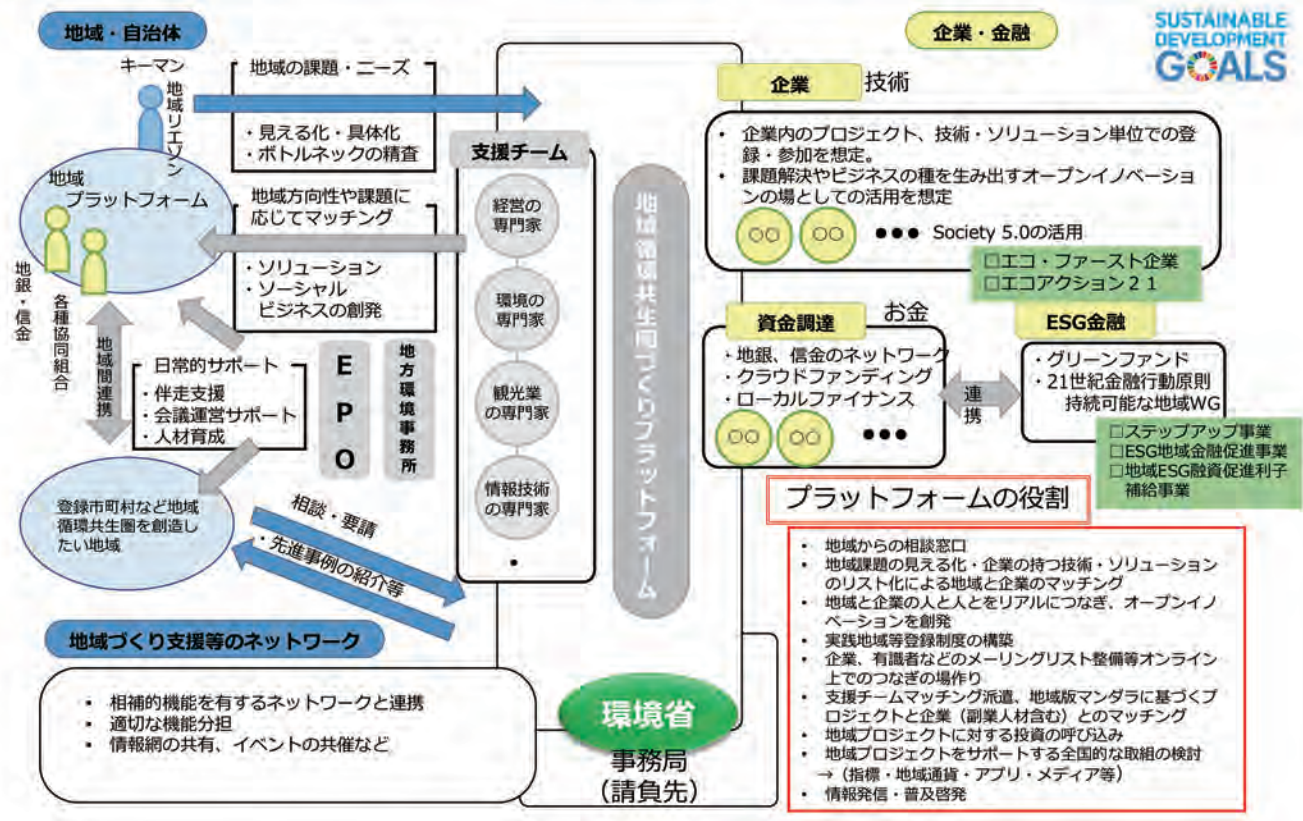 地域・自治体
キーマン
地域リエゾン
地域
プラットフォーム
地銀・信金
各種協同組合
地域の課題・ニーズ
・見える化・具体化
・ボトルネックの精査
地域方向性や課題に
応じてマッチング
・ソリューション
・ソーシャル
ビジネスの創発
地域間連携
日常的サポート
・伴走支援
・会議運営サポート
・人材育成
EPO
地方環境事務所
登録市町村など地域
循環共生圏を創造し
たい地域
相談・要請
・先進事例の紹介等
支援チーム
経営の
専門家
環境の
専門家
観光業
の専門家
情報技術
の専門家
・
地域循環共生圏づくりプラットフォーム
地域づくり支援等のネットワーク
• 相補的機能を有するネットワークと連携
• 適切な機能分担
• 情報網の共有、イベントの共催など
環境省
事務局
（請負先）
企業・金融
SUSTAINABLE
DEVELOPMENT
GOALS
企業
技術
• 企業内のプロジェクト、技術・ソリューション単位での登
録・参加を想定。
• 課題解決やビジネスの種を生み出すオープンイノベーショ
ンの場としての活用を想定
○○ ○○ ●●● Society 5.0の活用
□エコ・ファースト企業
□エコアクション２１
資金調達
お金
・地銀、信金のネットワーク
・クラウドファンディング
・ローカルファイナンス
○○ ○○ ●●●
連携
ESG金融
・グリーンファンド
・21世紀金融行動原則
持続可能な地域WG
□ステップアップ事業
□ESG地域金融促進事業
□地域ESG融資促進利子
補給事業
プラットフォームの役割
• 地域からの相談窓口
• 地域課題の見える化・企業の持つ技術・ソリューション
のリスト化による地域と企業のマッチング
• 地域と企業の人と人とをリアルにつなぎ、オープンイノ
ベーションを創発
• 実践地域等登録制度の構築
• 企業、有識者などのメーリングリスト整備等オンライン
上でのつなぎの場作り
• 支援チームマッチング派遣、地域版マンダラに基づくプ
ロジェクトと企業（副業人材含む）とのマッチング
• 地域プロジェクトに対する投資の呼び込み
• 地域プロジェクトをサポートする全国的な取組の検討
→（指標・地域通貨・アプリ・メディア等）
• 情報発信・普及啓発